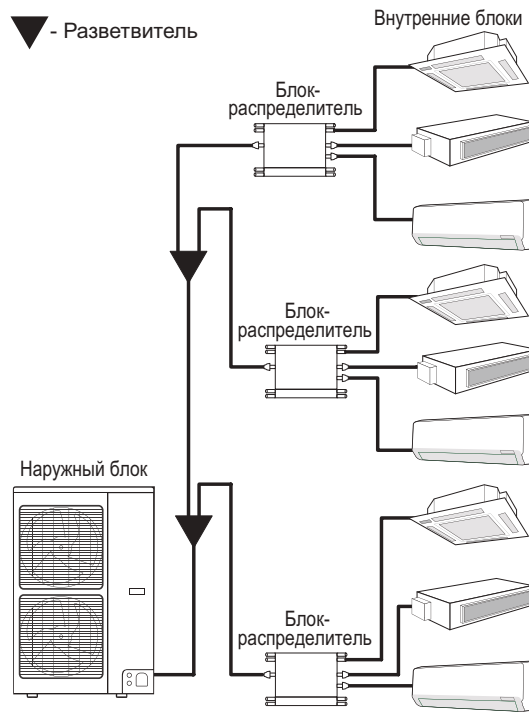 - Разветвитель
Внутренние блоки
Блок-
распределитель
Блок-
распределитель
Наружный блок
Блок-
распределитель